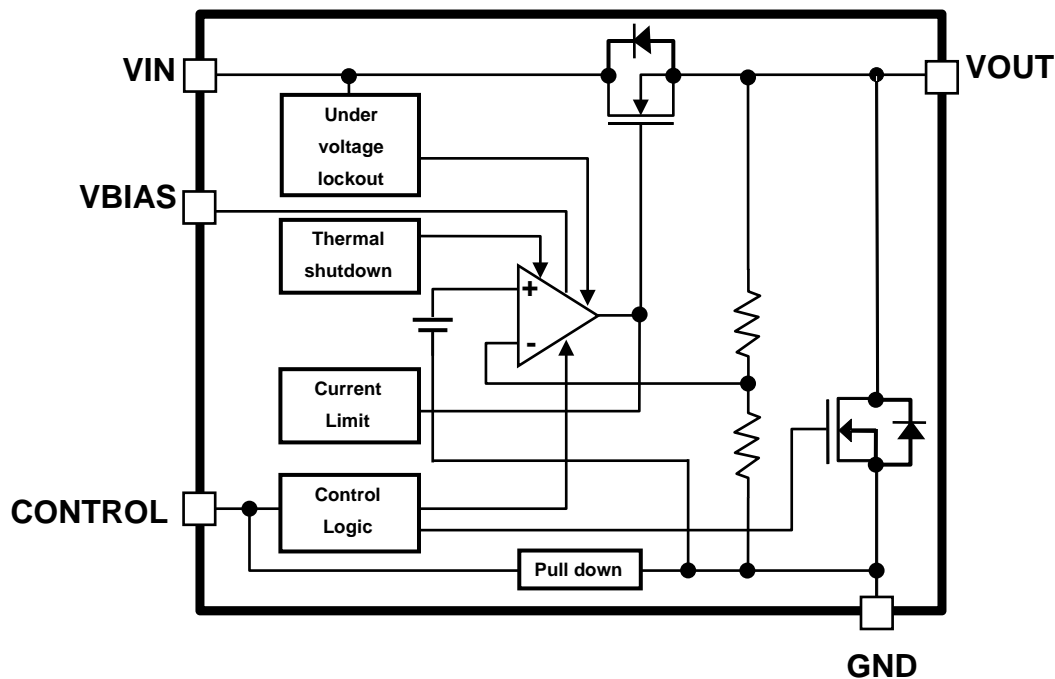 VIN
VOUT
Under
voltage
lockout
VBIAS
Thermal
shutdown
+
-
Current
Limit
CONTROL
Control
Logic
Pull down
GND